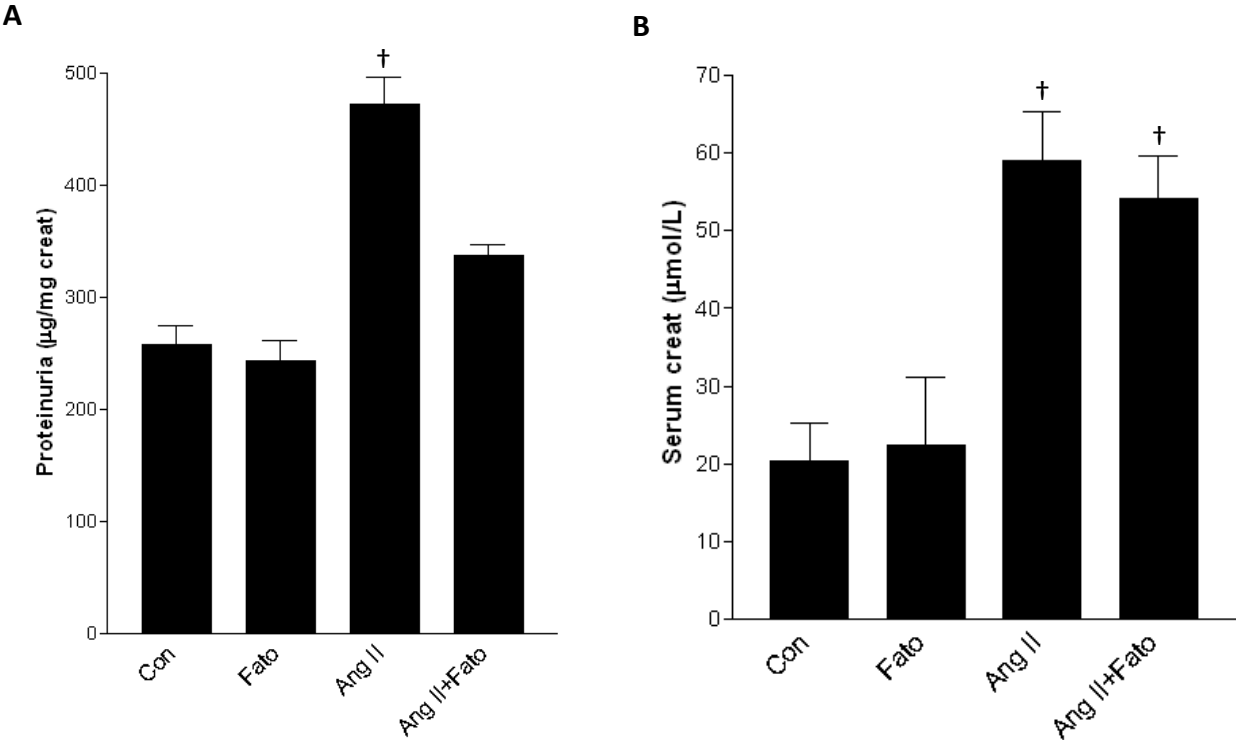 A
Proteinuria (µg/mg creat)
†
500
400
300
200
100
0
Con
Fato
Ang II
Ang II+Fato
B
Serum creat (µmol/L)
†
†
70
60
50
40
30
20
10
0
Con
Fato
Ang II
Ang II+Fato